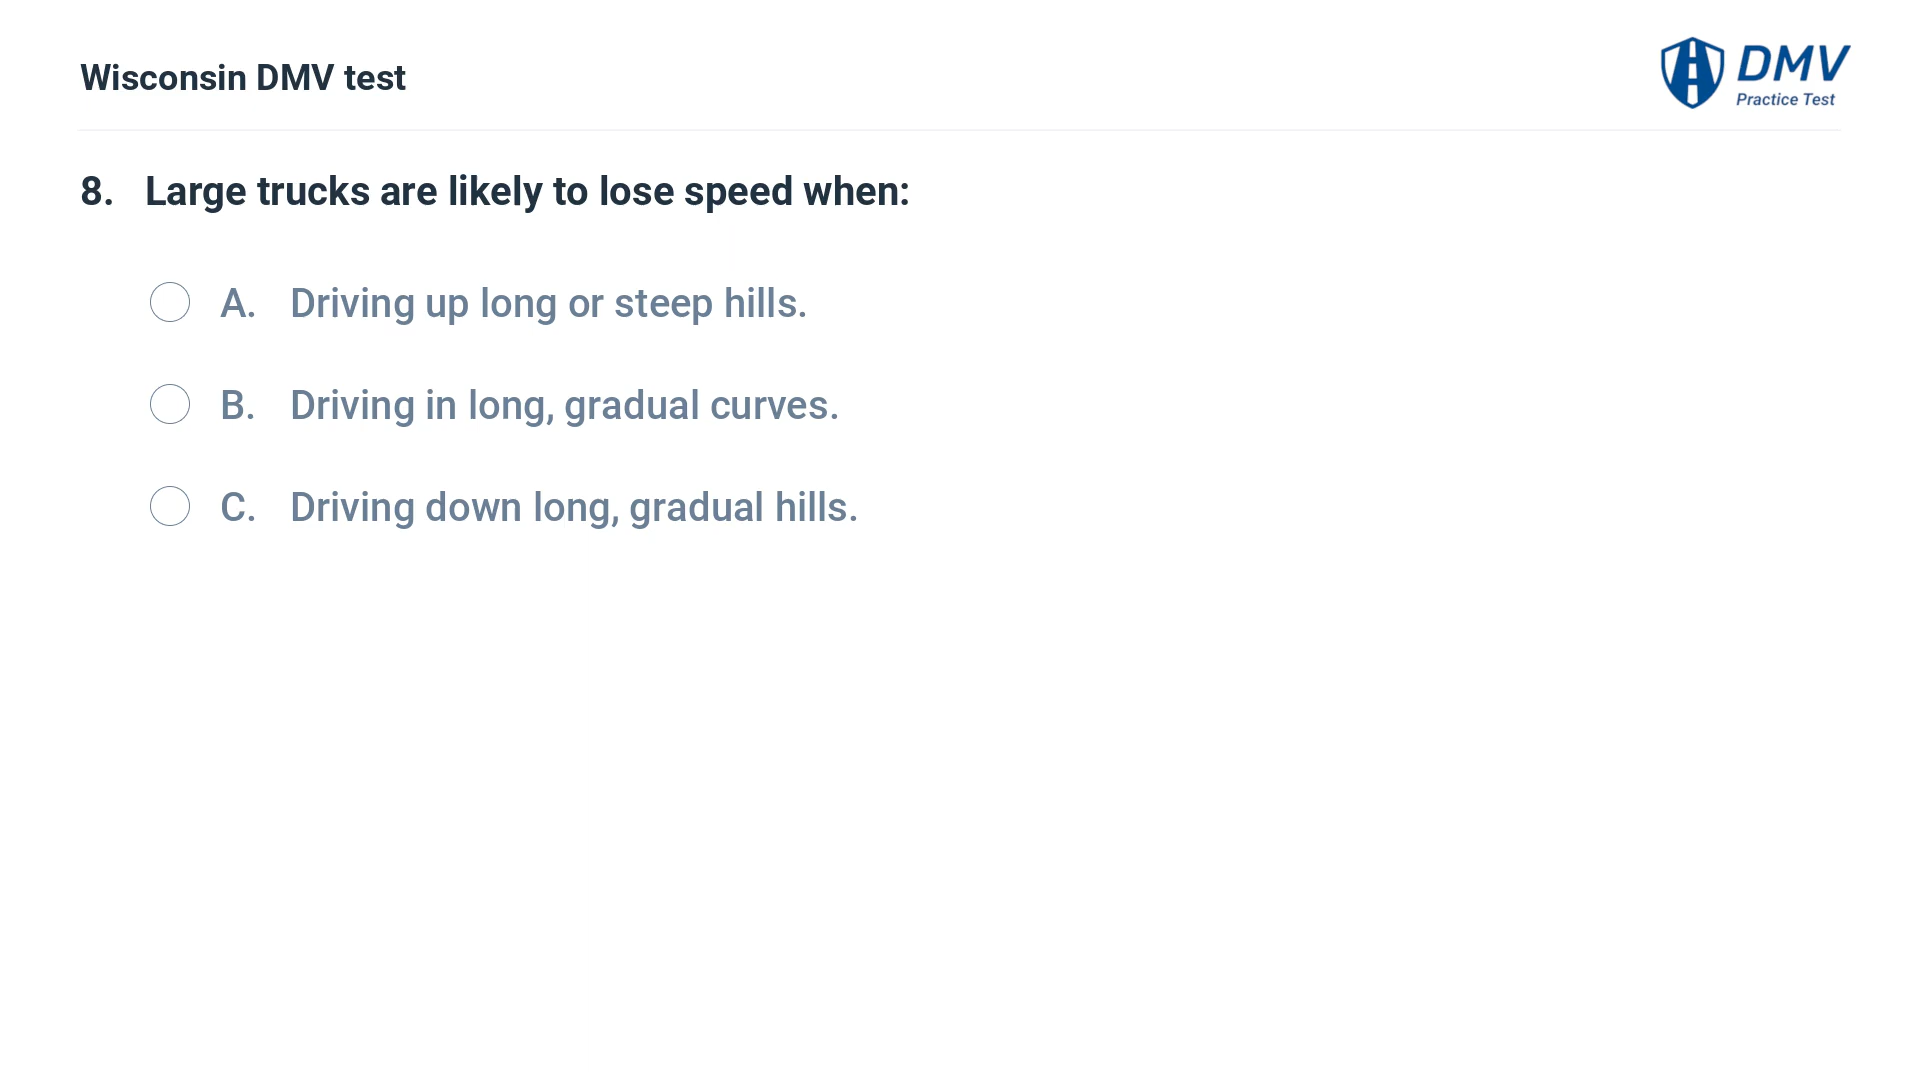 Wisconsin DMV test
DMV
Practice Test
8. Large trucks are likely to lose speed when:
A. Driving up long or steep hills.
B. Driving in long, gradual curves.
C. Driving down long, gradual hills.